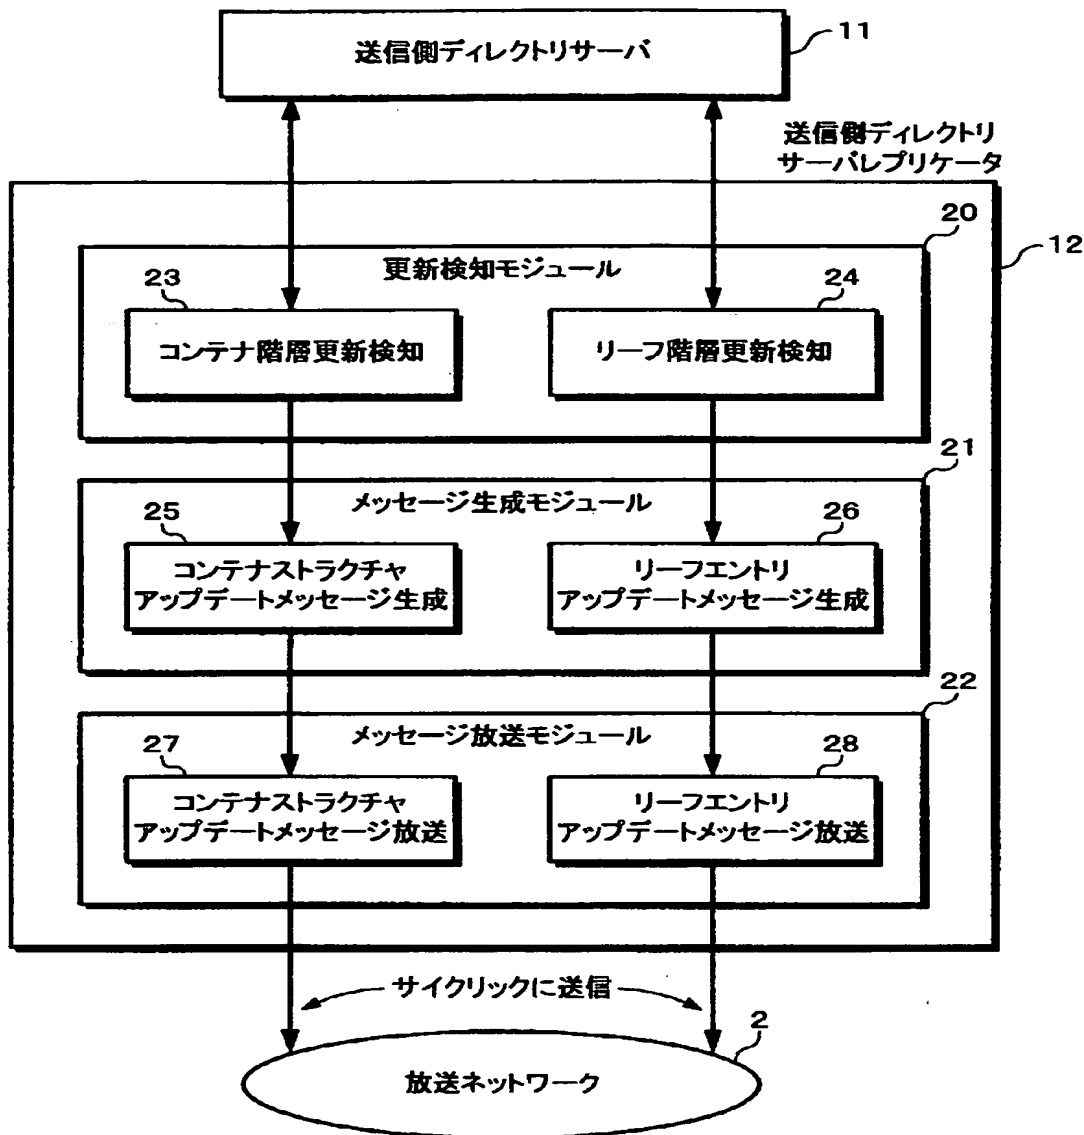 送信側ディレクトリサーバ
11
送信側ディレクトリ
サーバレプリケータ
12
20
更新検知モジュール
23
コンテナ階層更新検知
24
リーフ階層更新検知
21
メッセージ生成モジュール
25
コンテナストラクチャ
アップデートメッセージ生成
26
リーフエントリ
アップデートメッセージ生成
22
メッセージ放送モジュール
27
コンテナストラクチャ
アップデートメッセージ放送
28
リーフエントリ
アップデートメッセージ放送
サイクリックに送信
2
放送ネットワーク